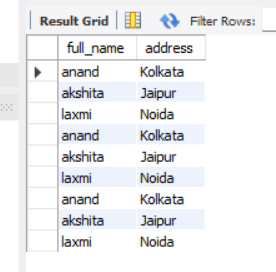 Result Grid Filter Rows:
full_name address
anand Kolkata
akshita Jaipur
laxmi Noida
anand Kolkata
akshita Jaipur
laxmi Noida
anand Kolkata
akshita Jaipur
laxmi Noida